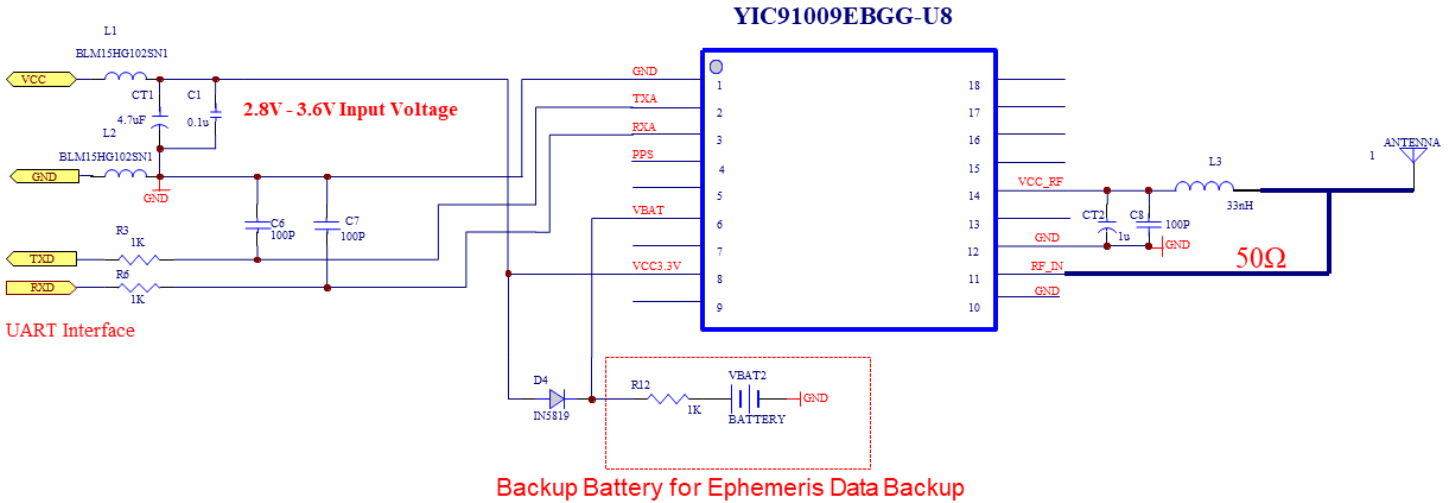 YIC91009EBGG-U8
L1
BLM15HG102SN1
VCC
CT1
4.7uF
C1
0.1u
2.8V - 3.6V Input Voltage
L2
BLM15HG102SN1
GND
GND
C6
100P
C7
100P
R3
1K
TXD
R6
1K
RXD
UART Interface
GND
1
TXA
2
RXA
3
PPS
4
5
VBAT
6
7
VCC3.3V
8
9
18
17
16
15
14
VCC_RF
13
12
GND
11
RF_IN
10
GND
CT2
1u
C8
100P
GND
L3
33nH
1
ANTENNA
50Ω
D4
IN5819
R12
1K
VBAT2
BATTERY
GND
Backup Battery for Ephemeris Data Backup